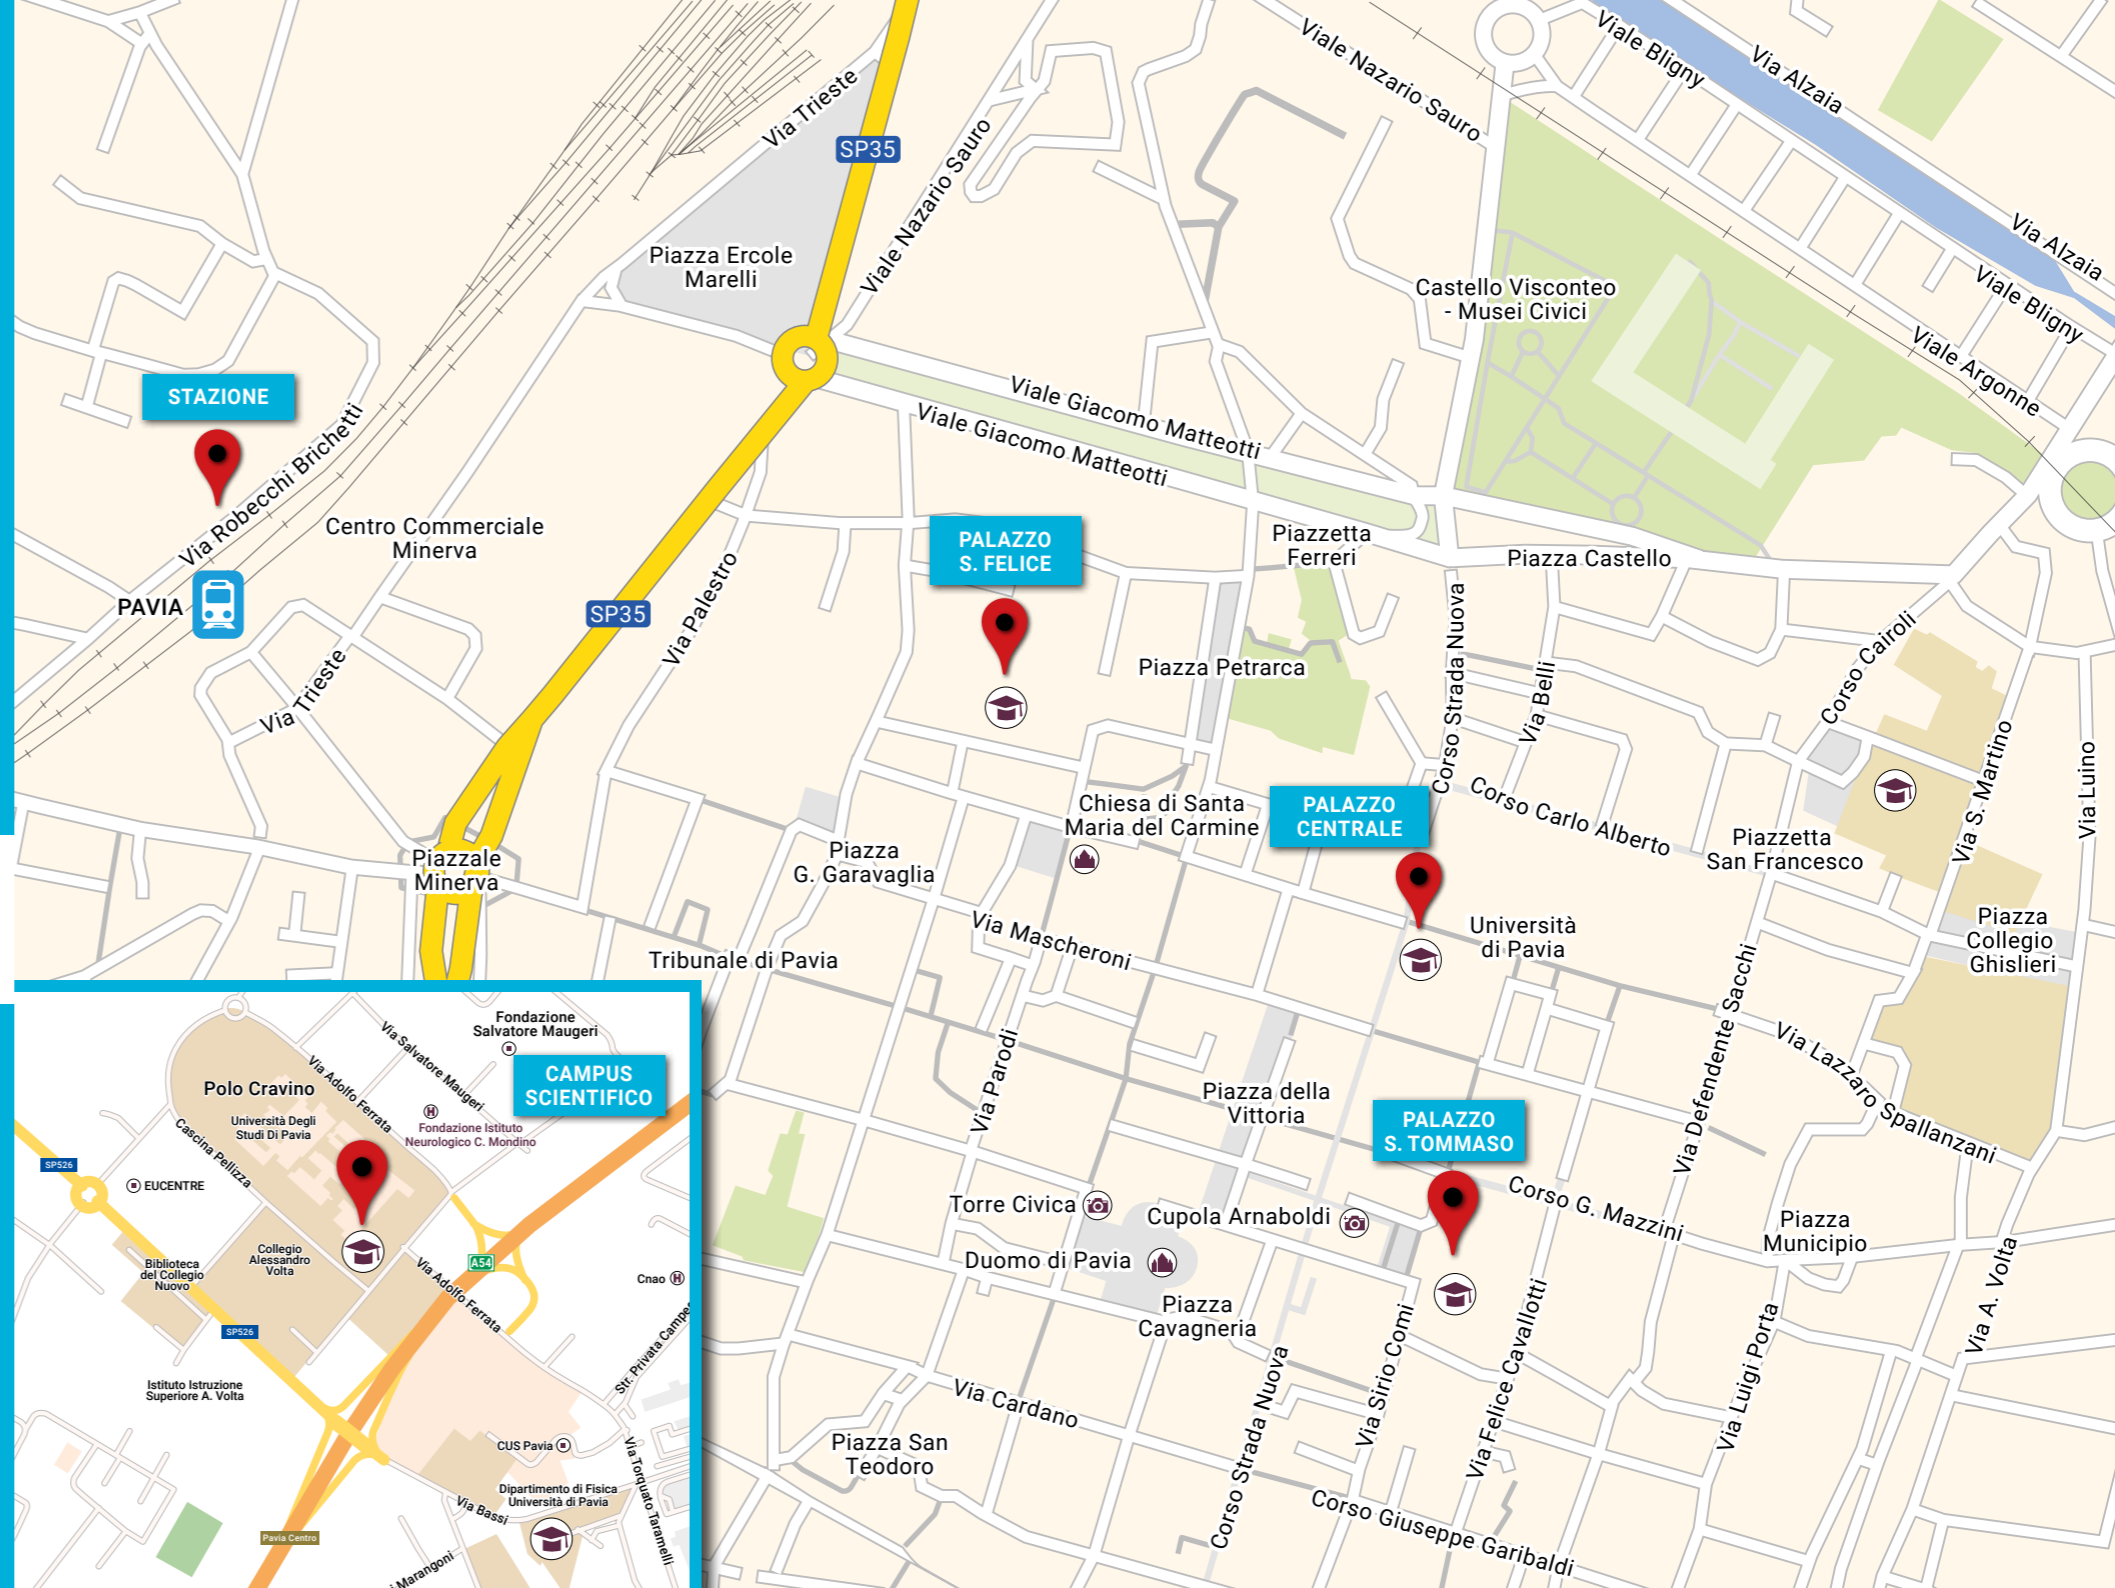 Via Trieste
SP35
Viale Nazario Sauro
Viale Nazario Sauro
Viale Bligny
Via Alzaia
Via Alzaia
Viale Bligny
Viale Argonne
Piazza Ercole
Marelli
Castello Visconteo
- Musei Civici
STAZIONE
Via Robecchi Brichetti
Viale Giacomo Matteotti
Viale Giacomo Matteotti
Centro Commerciale
Minerva
PALAZZO
S. FELICE
Piazzetta
Ferreri
Piazza Castello
PAVIA
SP35
Via Palestro
Via Trieste
Piazza Petrarca
Corso Strada Nuova
Via Belli
Corso Cairoli
Via S. Martino
Via Luino
Chiesa di Santa
Maria del Carmine
PALAZZO
CENTRALE
Corso Carlo Alberto
Piazzetta
San Francesco
Piazzale
Minerva
Piazza
G. Garavaglia
Via Mascheroni
Università
di Pavia
Piazza
Collegio
Ghislieri
Tribunale di Pavia
Via Defendente Sacchi
Via Lazzaro Spallanzani
Via Parodi
Piazza della
Vittoria
PALAZZO
S. TOMMASO
Corso G. Mazzini
Piazza
Municipio
Torre Civica
Cupola Arnaboldi
Duomo di Pavia
Piazza
Cavagneria
Via A. Volta
Via Luigi Porta
Via Felice Cavallotti
Via Sirio Comi
Corso Strada Nuova
Via Cardano
Piazza San
Teodoro
Corso Giuseppe Garibaldi
Fondazione
Salvatore Maugeri
Via Salvatore Maugeri
CAMPUS
SCIENTIFICO
Via Adolfo Ferrata
Polo Cravino
Università Degli
Studi Di Pavia
H
Fondazione Istituto
Neurologico C. Mondino
Cascina Pellizza
SP526
EUCENTRE
Collegio
Alessandro
Volta
Biblioteca
del Collegio
Nuovo
A54
Via Adolfo Ferrata
Cnao H
SP526
Str. Privata Campe
Istituto Istruzione
Superiore A. Volta
CUS Pavia
Via Torquato Taramelli
Dipartimento di Fisica
Università di Pavia
Via Bassi
Pavia Centro
i Marangoni